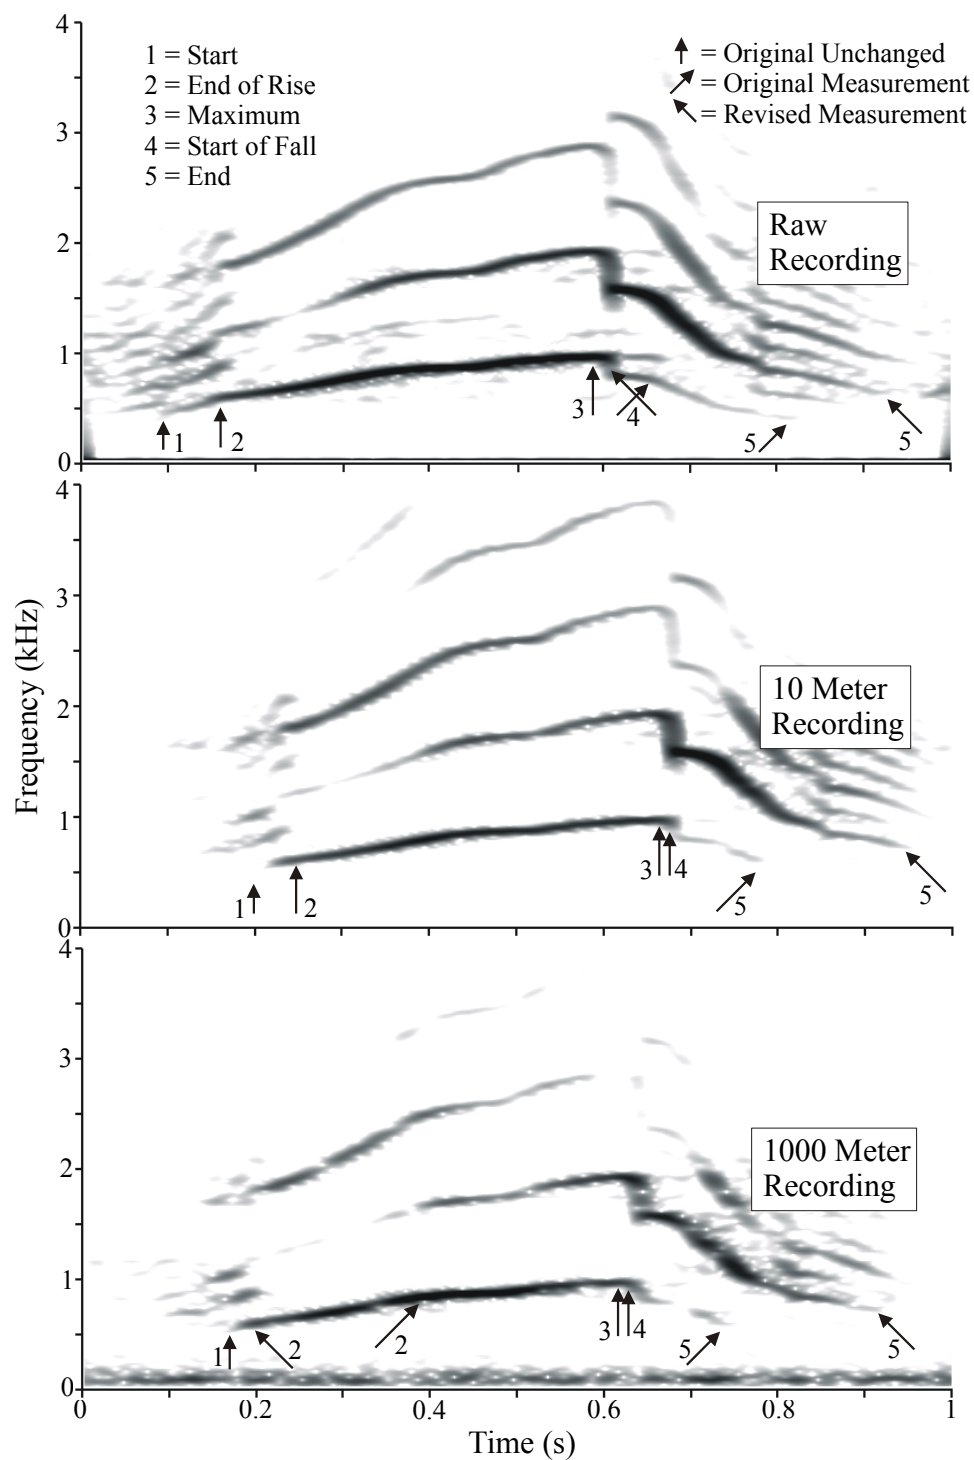 4
1 = Start
2 = End of Rise
3 = Maximum
4 = Start of Fall
5 = End
= Original Unchanged
= Original Measurement
= Revised Measurement
3
2
1
0
Raw
Recording
1
2
3
4
5
5
4
3
2
1
0
10 Meter
Recording
1
2
3
4
5
5
Frequency (kHz)
4
3
2
1
0
1000 Meter
Recording
1
2
2
3
4
5
5
0
0.2
0.4
0.6
0.8
1
Time (s)